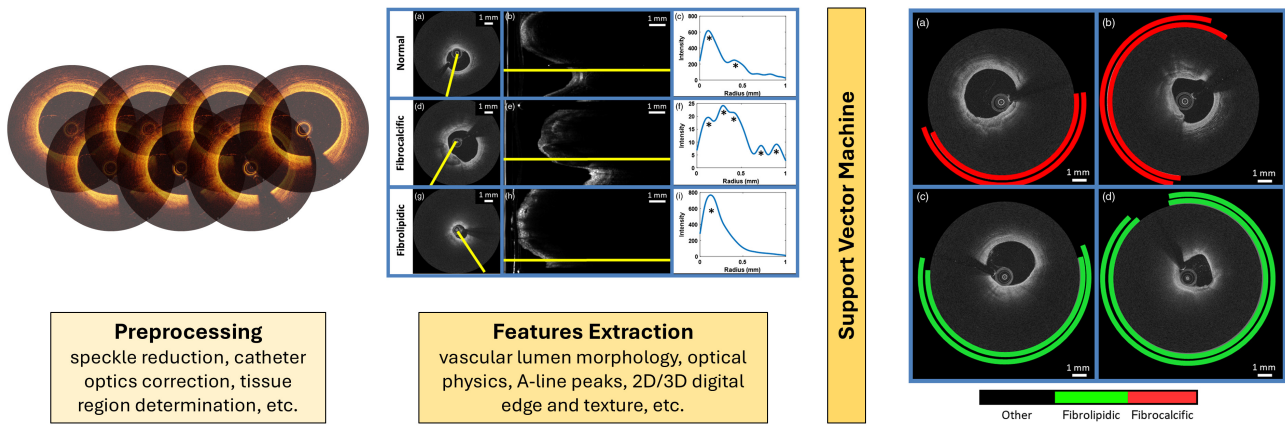 Normal
(a)
1 mm
(b)
1 mm
(c)
Intensity
800
600
400
200
0
0
0.5
1
Radius (mm)
Fibrocalcific
(d)
1 mm
(e)
1 mm
(f)
Intensity
25
20
15
10
5
0
0
0.5
1
Radius (mm)
Fibrolipidic
(g)
1 mm
(h)
1 mm
(i)
Intensity
800
600
400
200
0
0
0.5
1
Radius (mm)
Preprocessing
speckle reduction, catheter
optics correction, tissue
region determination, etc.
Features Extraction
vascular lumen morphology, optical
physics, A-line peaks, 2D/3D digital
edge and texture, etc.
Support Vector Machine
(a)
1 mm
(b)
1 mm
(c)
1 mm
(d)
1 mm
Other
Fibrolipidic
Fibrocalcific